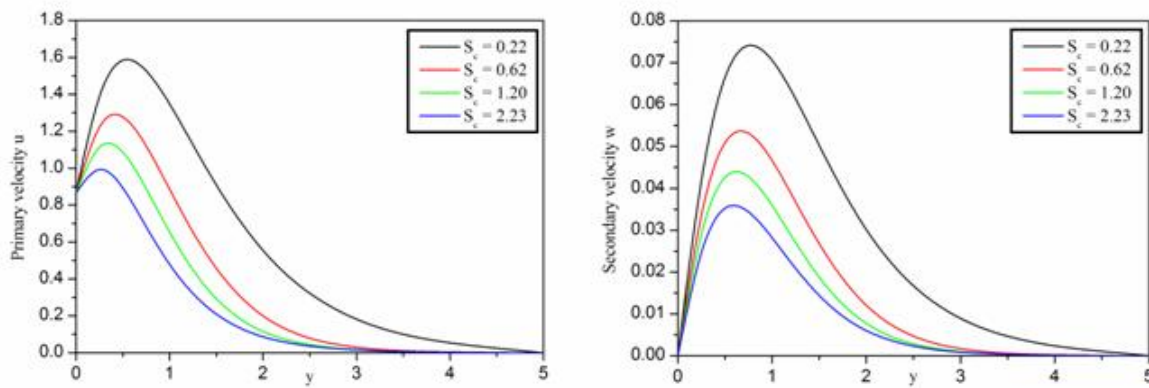 Primary velocity u
1.8
1.6
1.4
1.2
1.0
0.8
0.6
0.4
0.2
0.0
0 1 2 3 4 5
y
S_c = 0.22
S_c = 0.62
S_c = 1.20
S_c = 2.23
Secondary velocity w
0.08
0.07
0.06
0.05
0.04
0.03
0.02
0.01
0.00
0 1 2 3 4 5
y
S_c = 0.22
S_c = 0.62
S_c = 1.20
S_c = 2.23